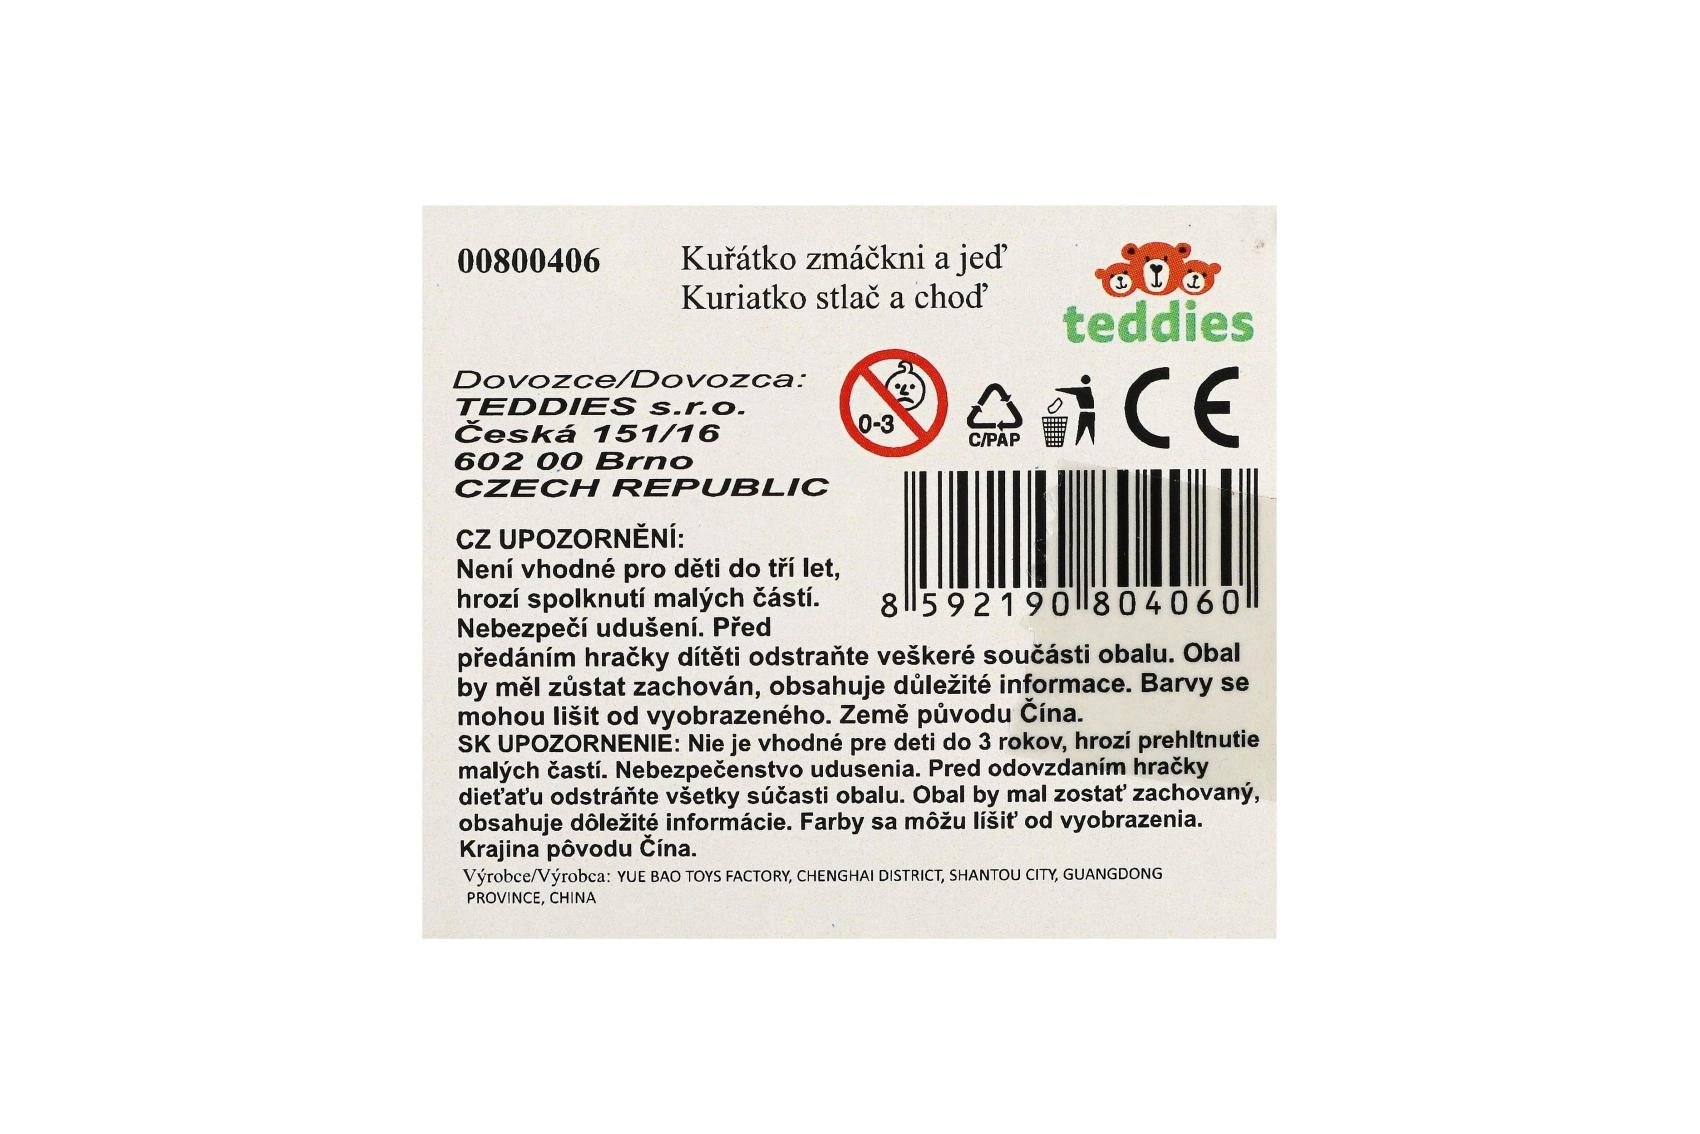 00800406
Kuřátko zmáčkni a jeď
Kuriatko stlač a choď
teddies
Dovozce/Dovozca:
TEDDIES s.r.o.
Česká 151/16
602 00 Brno
CZECH REPUBLIC
0-3
C/PAP
CE
8 592190 804060
CZ UPOZORNĚNÍ:
Není vhodné pro děti do tří let,
hrozí spolknutí malých částí.
Nebezpečí udušení. Před
předáním hračky dítěti odstraňte veškeré součásti obalu. Obal
by měl zůstat zachován, obsahuje důležité informace. Barvy se
mohou lišit od vyobrazeného. Země původu Čína.
SK UPOZORNENIE: Nie je vhodné pre deti do 3 rokov, hrozí prehltnutie
malých častí. Nebezpečenstvo udusenia. Pred odovzdaním hračky
dieťaťu odstráňte všetky súčasti obalu. Obal by mal zostať zachovaný,
obsahuje dôležité informácie. Farby sa môžu líšiť od vyobrazenia.
Krajina pôvodu Čína.
Výrobce/Výrobca: YUE BAO TOYS FACTORY, CHENGHAI DISTRICT, SHANTOU CITY, GUANGDONG
PROVINCE, CHINA